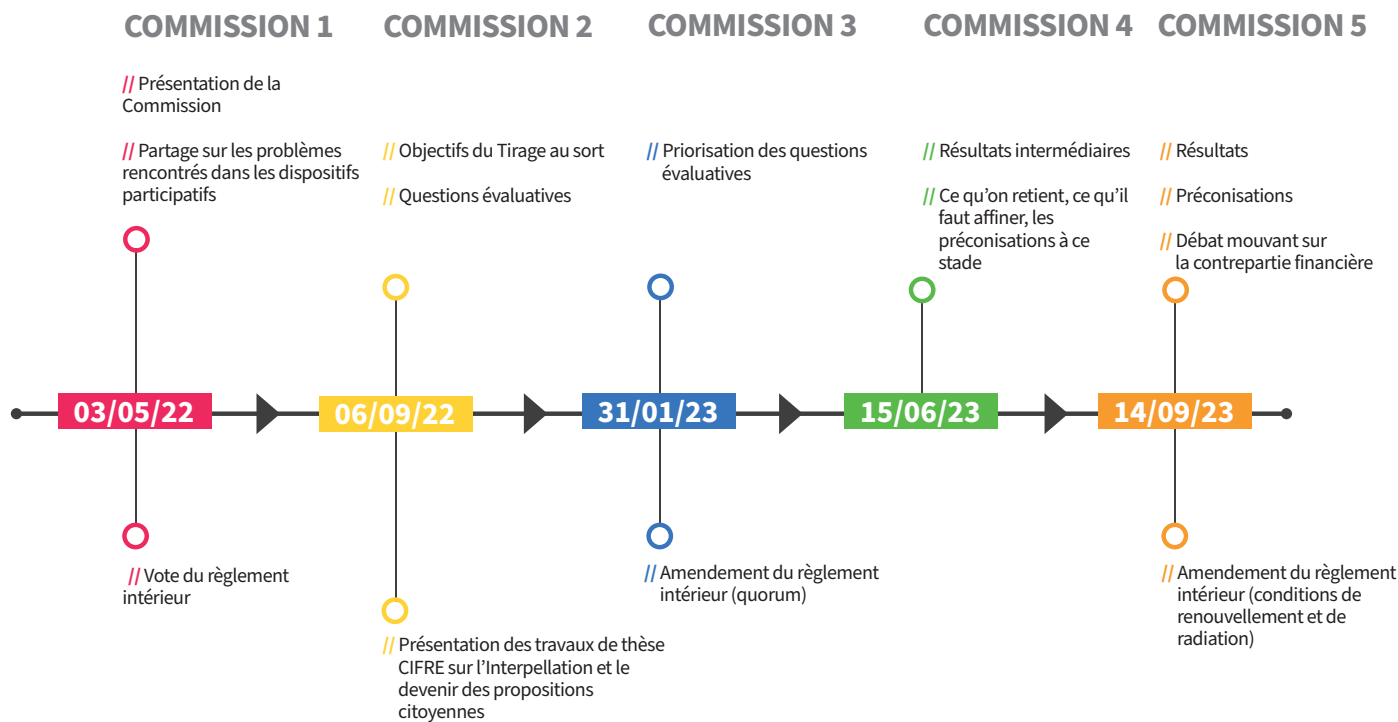 COMMISSION 1
// Présentation de la
Commission
// Partage sur les problèmes
rencontrés dans les dispositifs
participatifs
03/05/22
// Vote du règlement
intérieur
COMMISSION 2
// Objectifs du Tirage au sort
// Questions évaluatives
06/09/22
// Présentation des travaux de thèse
CIFRE sur l’Interpellation et le
devenir des propositions
citoyennes
COMMISSION 3
// Priorisation des questions
évaluatives
31/01/23
// Amendement du règlement
intérieur (quorum)
COMMISSION 4
// Résultats intermédiaires
// Ce qu’on retient, ce qu’il
faut affiner, les
préconisations à ce
stade
15/06/23
COMMISSION 5
// Résultats
// Préconisations
// Débat mouvant sur
la contrepartie financière
14/09/23
// Amendement du règlement
intérieur (conditions de
renouvellement et de
radiation)